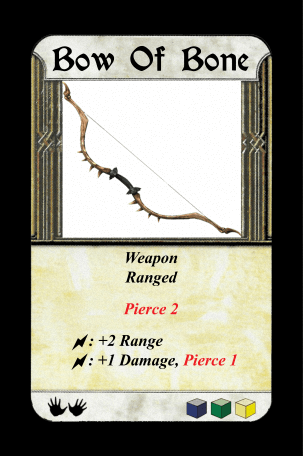 Bow Of Bone
Weapon
Ranged
Pierce 2
: +2 Range
: +1 Damage, Pierce 1